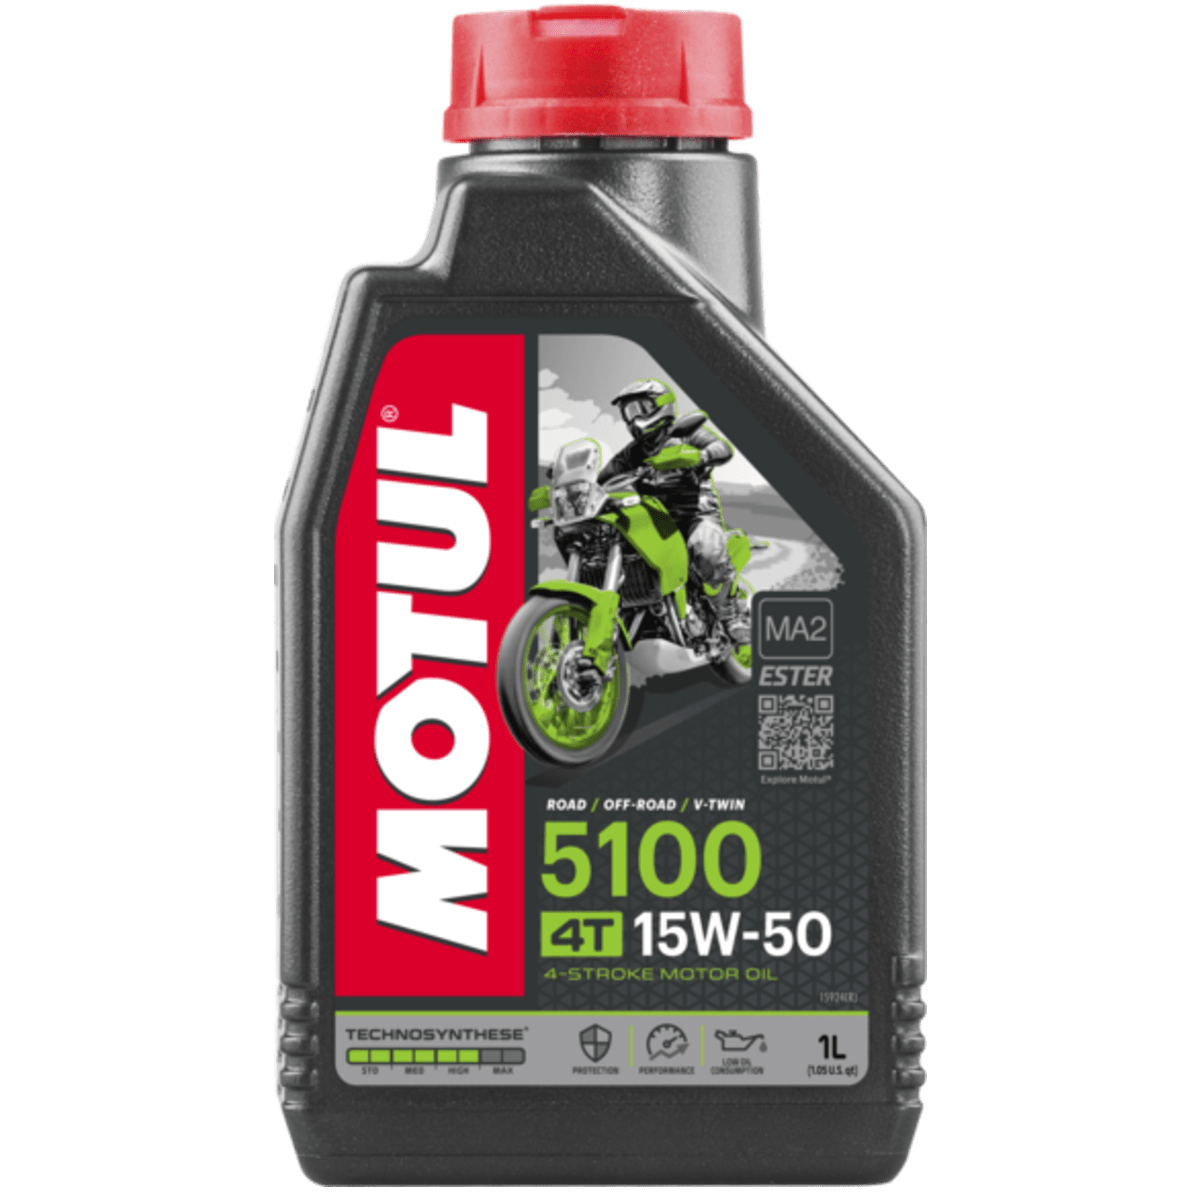 MOTUL®
MA2
ESTER
Explore Motul®
ROAD / OFF-ROAD / V-TWIN
5100
4T 15W-50
4-STROKE MOTOR OIL
15924(R)
TECHNOSYNTHESE®
STD MED HIGH MAX
PROTECTION
PERFORMANCE
LOW OIL
CONSUMPTION
1L
(1.05 U.S. qt)